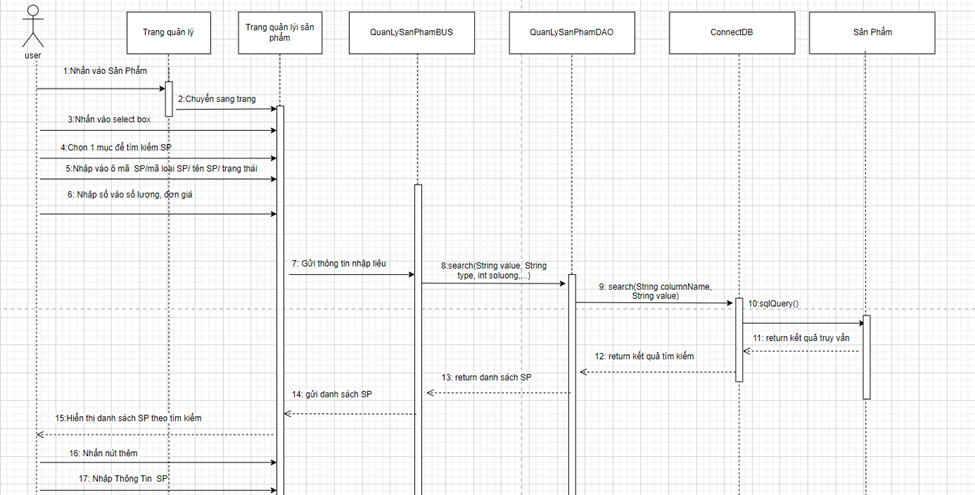 user
Trang quản lý
Trang quản lýi sản
phẩm
QuanLySanPhamBUS
QuanLySanPhamDAO
ConnectDB
Sản Phẩm
1:Nhấn vào Sản Phẩm
2:Chuyển sang trang
3:Nhấn vào select box
4:Chọn 1 mục để tìm kiếm SP
5:Nhập vào ô mã SP/mã loại SP/ tên SP/ trạng thái
6: Nhập số vào số lượng, đơn giá
7: Gửi thông tin nhập liệu
8:search(String value, String
type, int soluong,...)
9: search(String columnName,
String value)
10:sqlQuery()
11: return kết quả truy vấn
12: return kết quả tìm kiếm
13: return danh sách SP
14: gửi danh sách SP
15:Hiển thị danh sách SP theo tìm kiếm
16: Nhấn nút thêm
17: Nhập Thông Tin SP